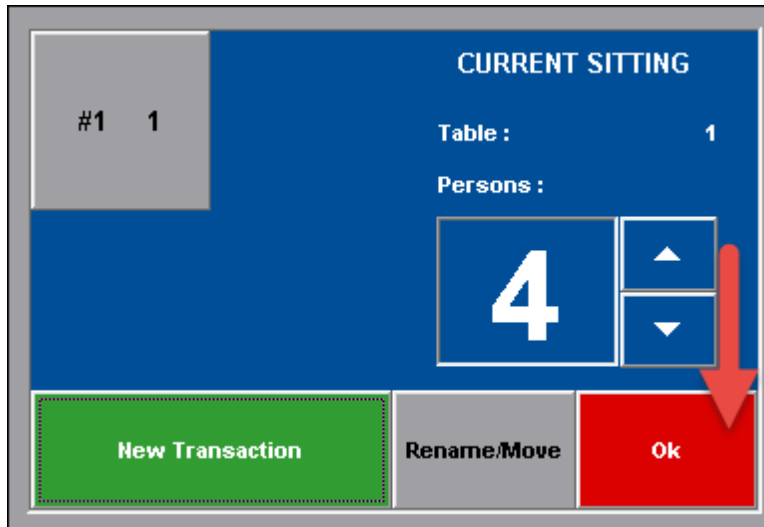 #1 1
CURRENT SITTING
Table : 1
Persons :
4
New Transaction
Rename/Move
Ok